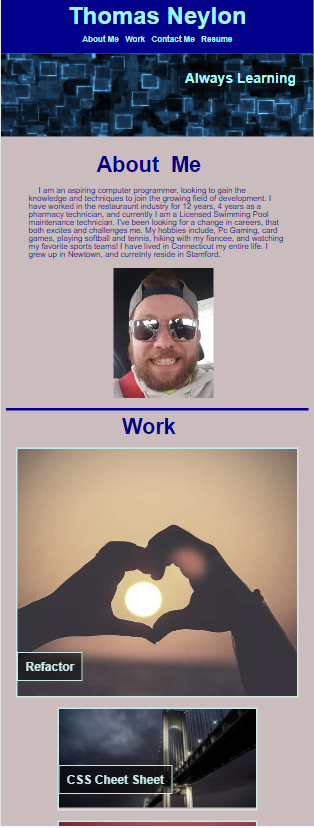 Thomas Neylon
About Me Work Contact Me Resume
Always Learning
About Me
I am an aspiring computer programmer, looking to gain the
knowledge and techniques to join the growing field of development. I
have worked in the restauraunt industry for 12 years, 4 years as a
pharmacy technician, and currently I am a Licensed Swimming Pool
maintenance technician. I've been looking for a change in careers, that
both excites and challenges me. My hobbies include, Pc Gaming, card
games, playing softball and tennis, hiking with my fiancee, and watching
my favorite sports teams! I have lived in Connecticut my entire life. I
grew up in Newtown, and curretnly reside in Stamford.
Work
Refactor
CSS Cheet Sheet